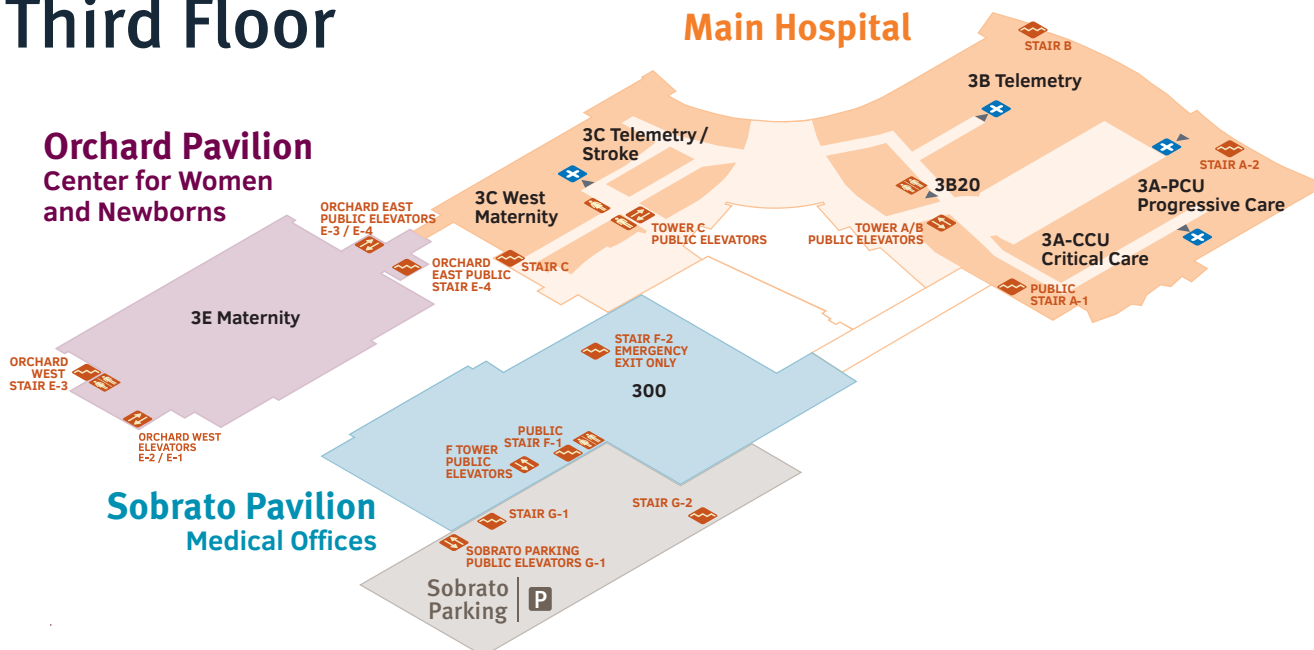 Third Floor
Main Hospital
STAIR B
3B Telemetry
Orchard Pavilion
Center for Women
and Newborns
3C Telemetry /
Stroke
STAIR A-2
3C West
Maternity
3B20
3A-PCU
Progressive Care
ORCHARD EAST
PUBLIC ELEVATORS
E-3 / E-4
TOWER C
PUBLIC ELEVATORS
TOWER A/B
PUBLIC ELEVATORS
3A-CCU
Critical Care
ORCHARD
EAST PUBLIC
STAIR E-4
STAIR C
PUBLIC
STAIR A-1
3E Maternity
STAIR F-2
EMERGENCY
EXIT ONLY
ORCHARD
WEST
STAIR E-3
300
ORCHARD WEST
ELEVATORS
E-2 / E-1
PUBLIC
STAIR F-1
F TOWER
PUBLIC
ELEVATORS
Sobrato Pavilion
Medical Offices
STAIR G-2
STAIR G-1
SOBRATO PARKING
PUBLIC ELEVATORS G-1
Sobrato
Parking
P